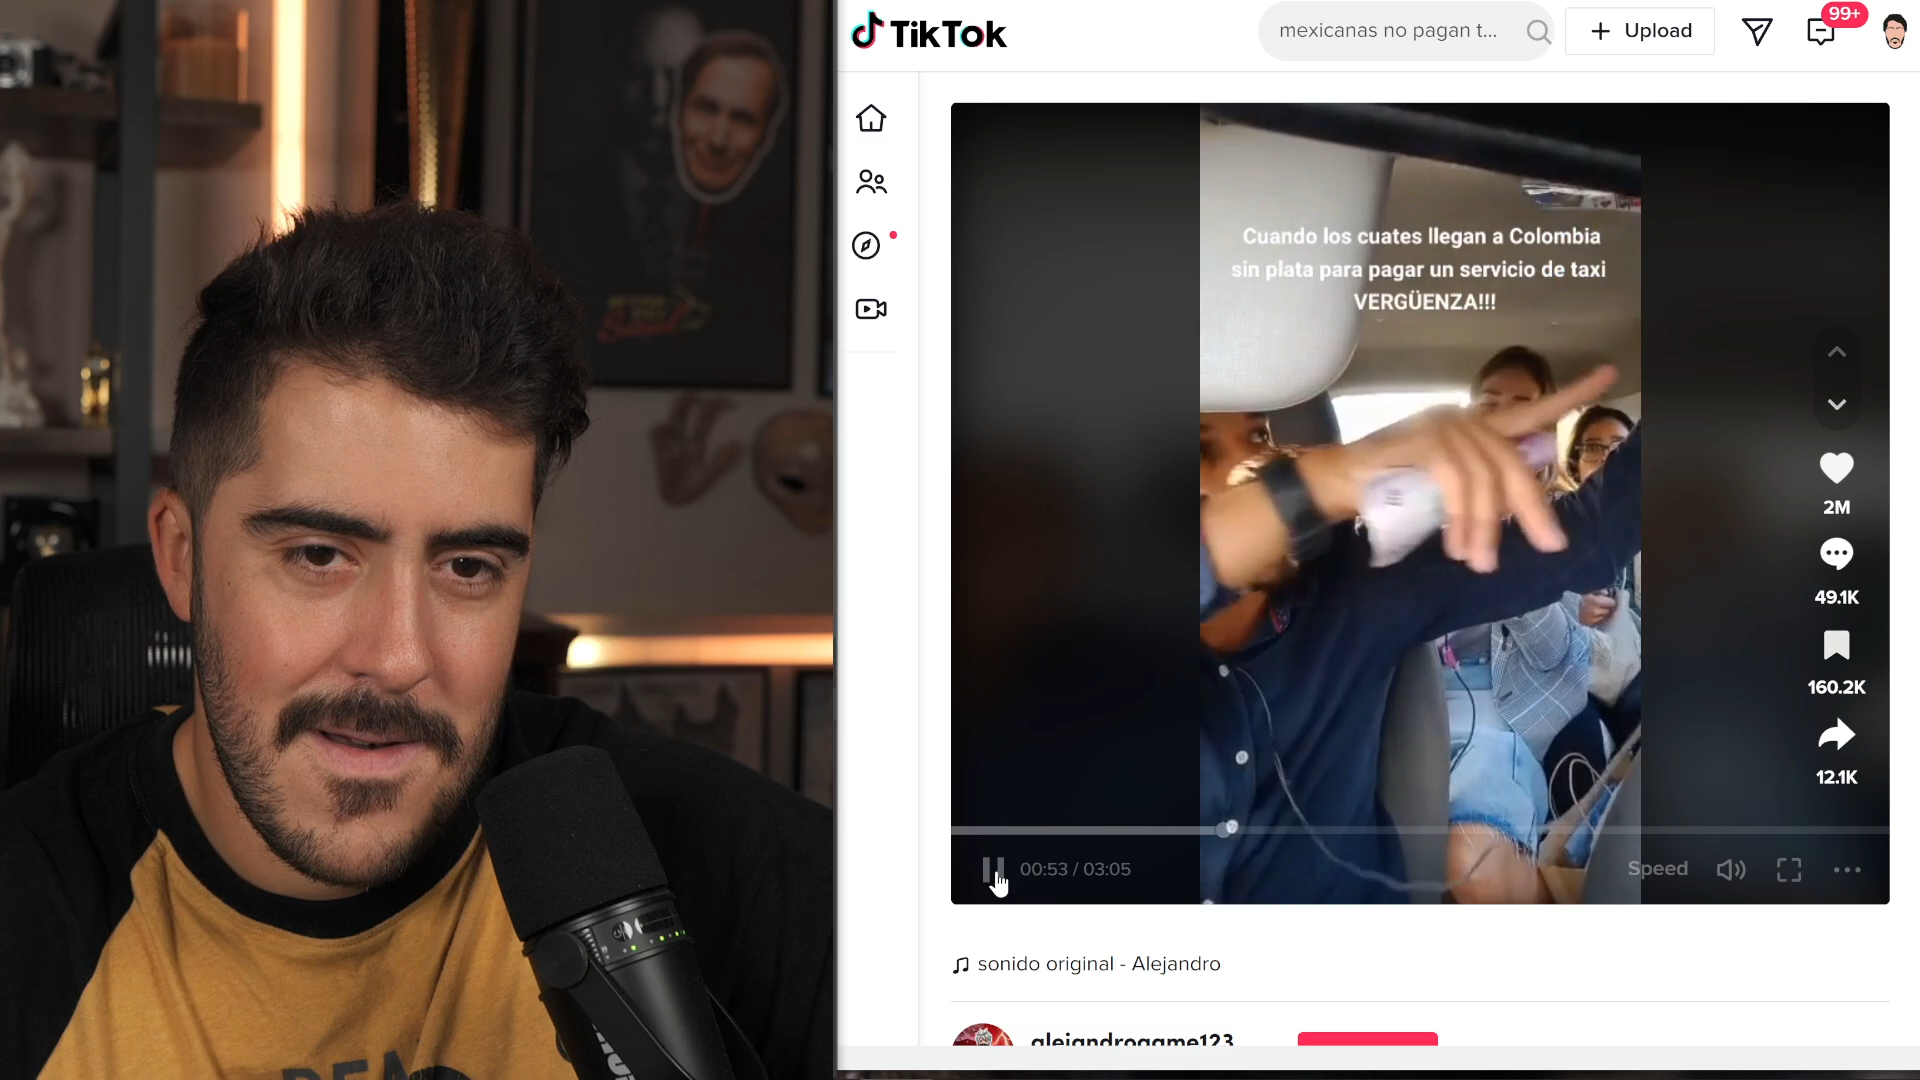 TikTok
mexicanas no pagan t...
Upload
99+
Cuando los cuates llegan a Colombia
sin plata para pagar un servicio de taxi
VERGÜENZA!!!
2M
49.1K
160.2K
12.1K
00:53 / 03:05
Speed
sonido original - Alejandro
alejandrogame123